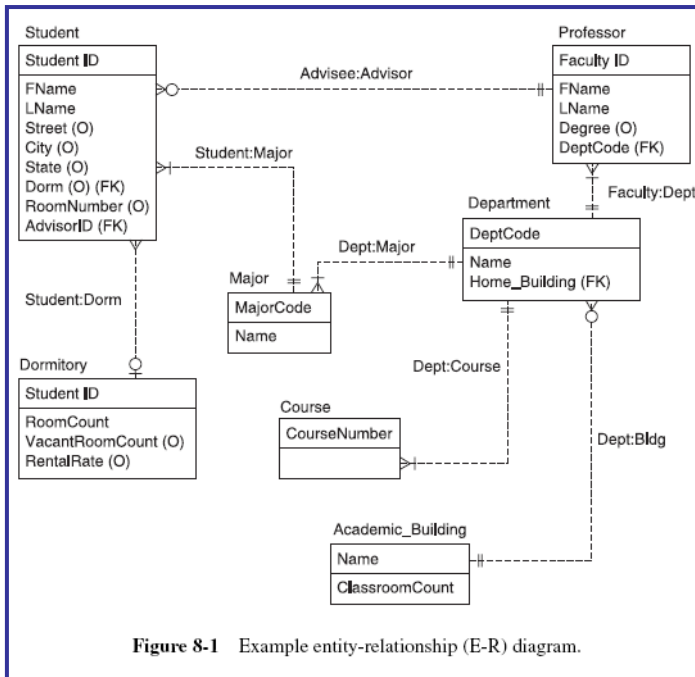 Student
Student ID
FName
LName
Street (O)
City (O)
State (O)
Dorm (O) (FK)
RoomNumber (O)
AdvisorID (FK)
Advisee:Advisor
Professor
Faculty ID
FName
LName
Degree (O)
DeptCode (FK)
Student:Major
Faculty:Dept
Department
DeptCode
Name
Home_Building (FK)
Dept:Major
Major
MajorCode
Name
Student:Dorm
Dormitory
Student ID
RoomCount
VacantRoomCount (O)
RentalRate (O)
Dept:Course
Course
CourseNumber
Dept:Bldg
Academic_Building
Name
ClassroomCount
Figure 8-1 Example entity-relationship (E-R) diagram.